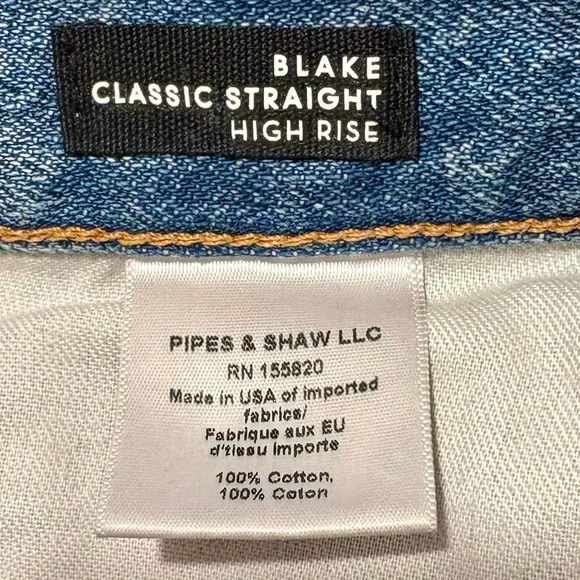 BLAKE
CLASSIC STRAIGHT
HIGH RISE
PIPES & SHAW LLC
RN 155820
Made in USA of imported
fabrics/
Fabrique aux EU
d'tissu importe
100% Cotton,
100% Coton